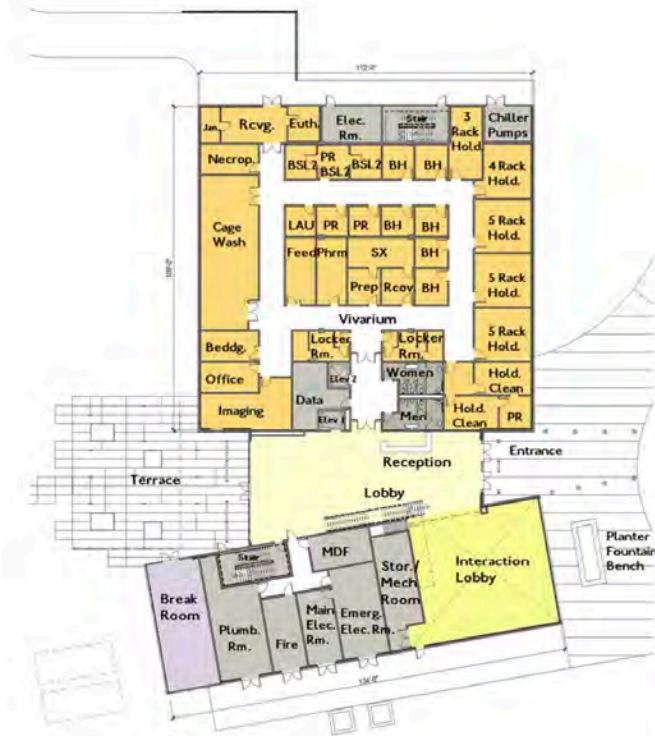 112'-0"
Jan.
Rcvg.
Euth.
Elec.
Rm.
Stair
3
Rack
Hold.
Chiller
Pumps
Necrop.
BSL2
PR
BSL2
BSL2
BH
BH
4 Rack
Hold.
Cage
Wash
LAU
PR
PR
BH
BH
5 Rack
Hold.
Feed
Phrm
SX
BH
Prep
Rcov
BH
5 Rack
Hold.
Vivarium
5 Rack
Hold.
Beddg.
Locker
Rm.
Locker
Rm.
Office
Elev 2
Women
Hold.
Clean
Data
Imaging
Elev 1
Men
Hold.
Clean
PR
Reception
Entrance
Terrace
Lobby
Stair
MDF
Stor./
Mech
Room
Interaction
Lobby
Planter
Fountain
Bench
Break
Room
Plumb.
Rm.
Fire
Main
Elec.
Rm.
Emerg.
Elec. Rm.
134'-0"